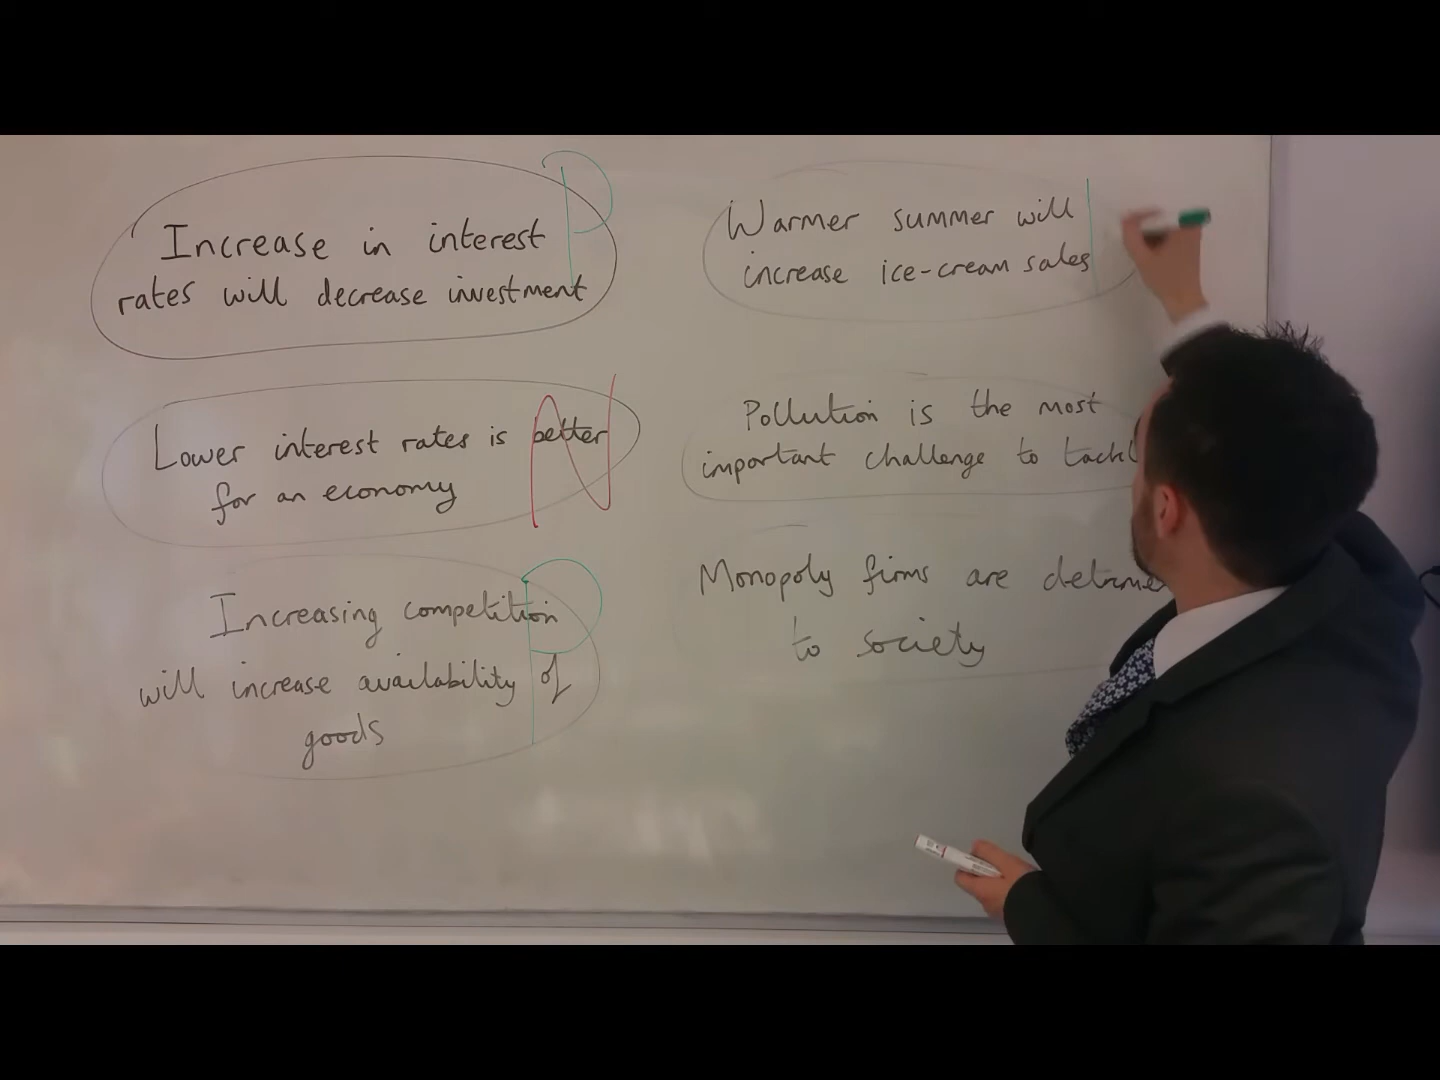 Increase in interest
rates will decrease investment
P
Lower interest rates is better
for an economy
N
Increasing competition
will increase availability of
goods
P
Warmer summer will
increase ice-cream sales
Pollution is the most
important challenge to
Monopoly firms are
to society